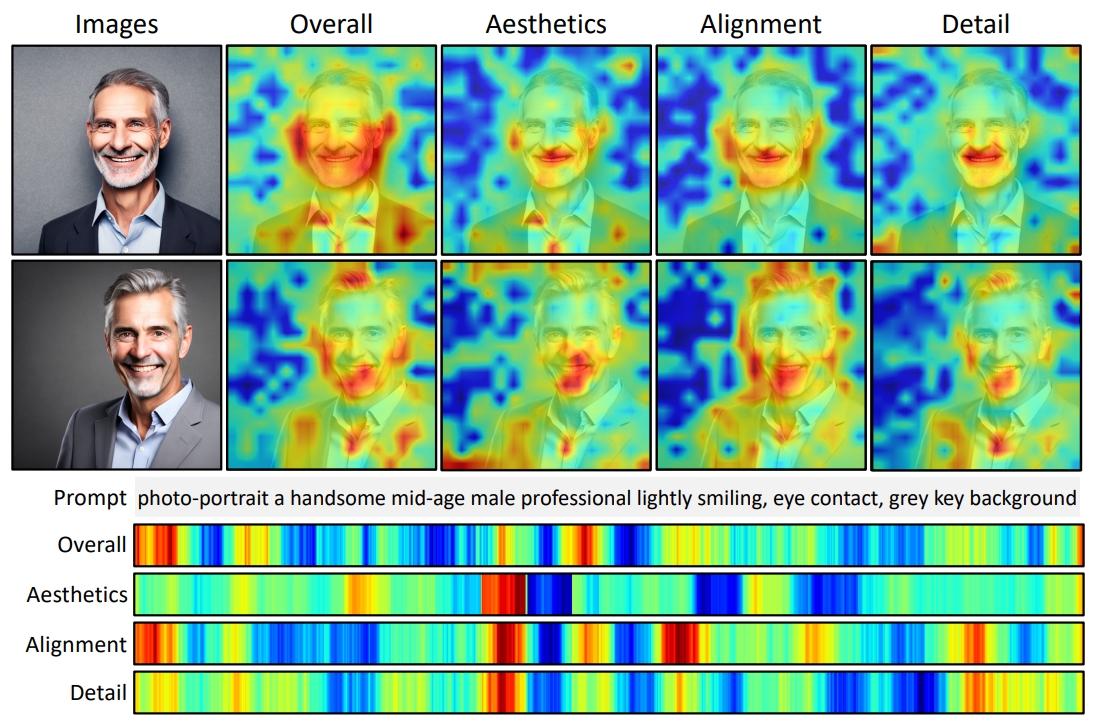 Images Overall Aesthetics Alignment Detail
Prompt photo-portrait a handsome mid-age male professional lightly smiling, eye contact, grey key background
Overall
Aesthetics
Alignment
Detail